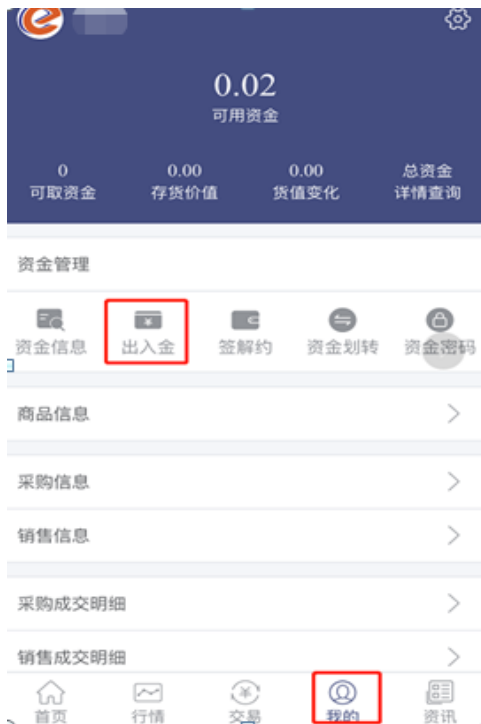 0.02
可用资金
0 0.00 0.00 总资金
可取资金 存货价值 货值变化 详情查询
资金管理
资金信息 出入金 签解约 资金划转 资金密码
商品信息
采购信息
销售信息
采购成交明细
销售成交明细
首页 行情 交易 我的 资讯